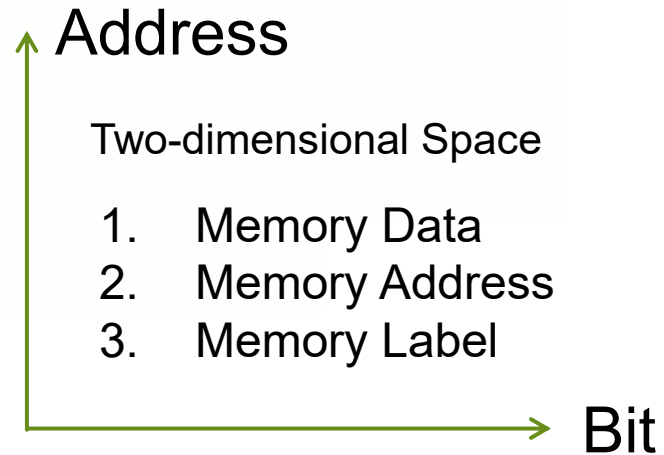 Address
Two-dimensional Space
1. Memory Data
2. Memory Address
3. Memory Label
Bit